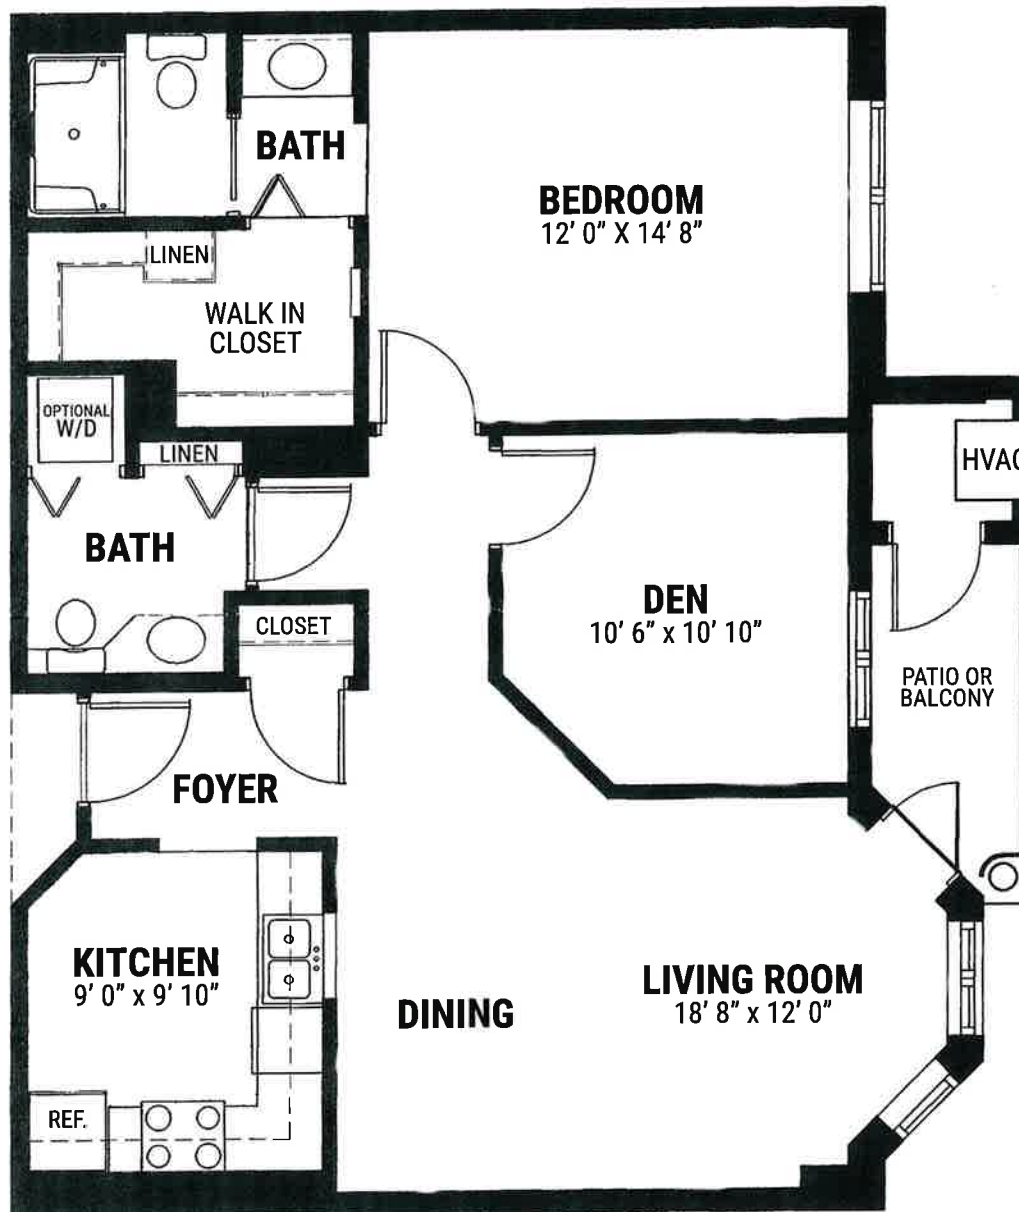 BATH
BEDROOM
12' 0" X 14' 8"
LINEN
WALK IN
CLOSET
OPTIONAL
W/D
LINEN
HVAC
BATH
DEN
10' 6" x 10' 10"
CLOSET
PATIO OR
BALCONY
FOYER
KITCHEN
9' 0" x 9' 10"
LIVING ROOM
18' 8" x 12' 0"
DINING
REF.